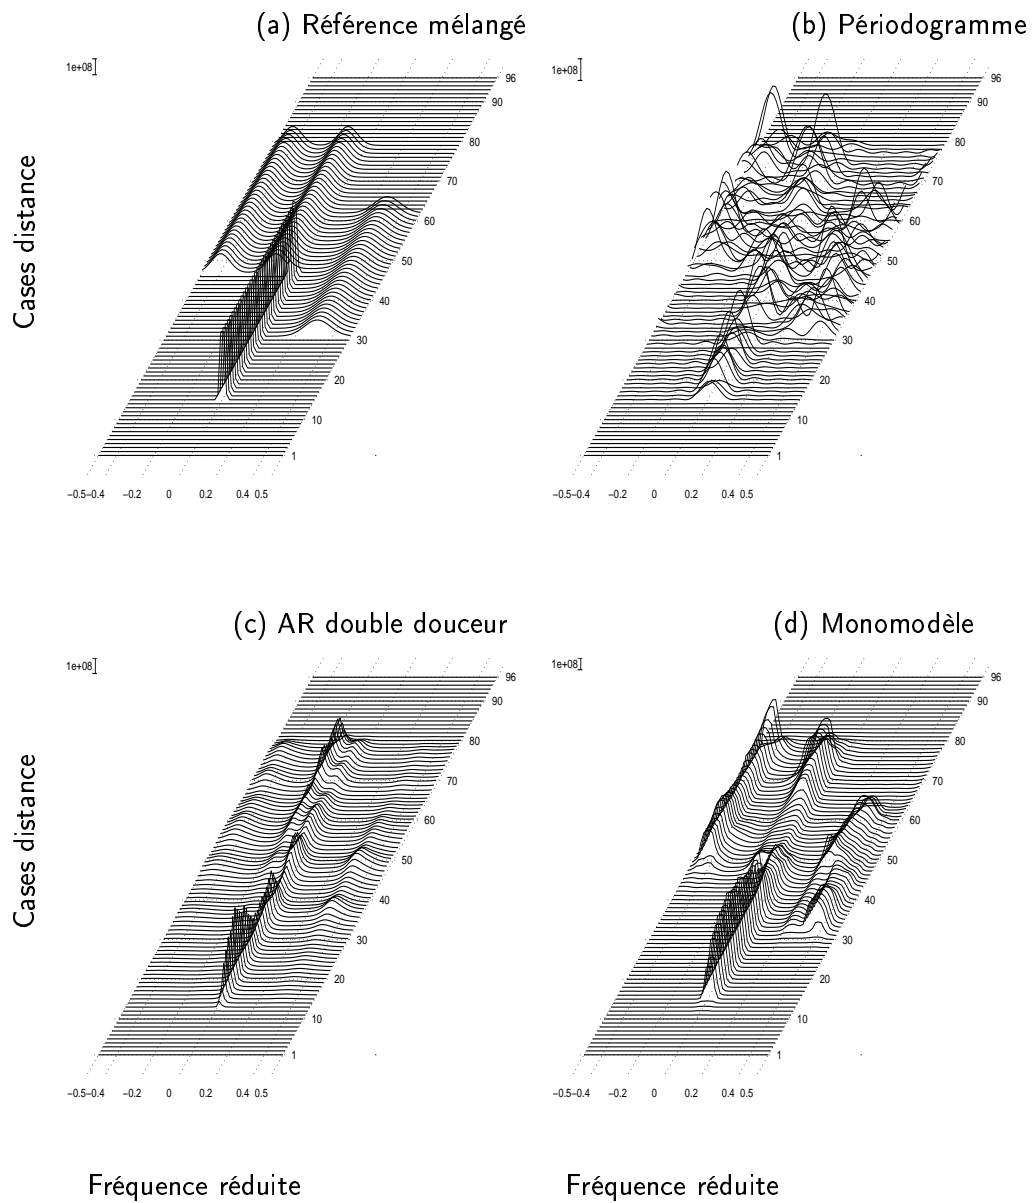 (a) Référence mélangé
(b) Périodogramme
1e+08
96
90
80
70
60
50
40
30
20
10
1
−0.5 −0.4 −0.2 0 0.2 0.4 0.5
1e+08
96
90
80
70
60
50
40
30
20
10
1
−0.5 −0.4 −0.2 0 0.2 0.4 0.5
Cases distance
(c) AR double douceur
(d) Monomodèle
1e+08
96
90
80
70
60
50
40
30
20
10
1
−0.5 −0.4 −0.2 0 0.2 0.4 0.5
1e+08
96
90
80
70
60
50
40
30
20
10
1
−0.5 −0.4 −0.2 0 0.2 0.4 0.5
Cases distance
Fréquence réduite
Fréquence réduite